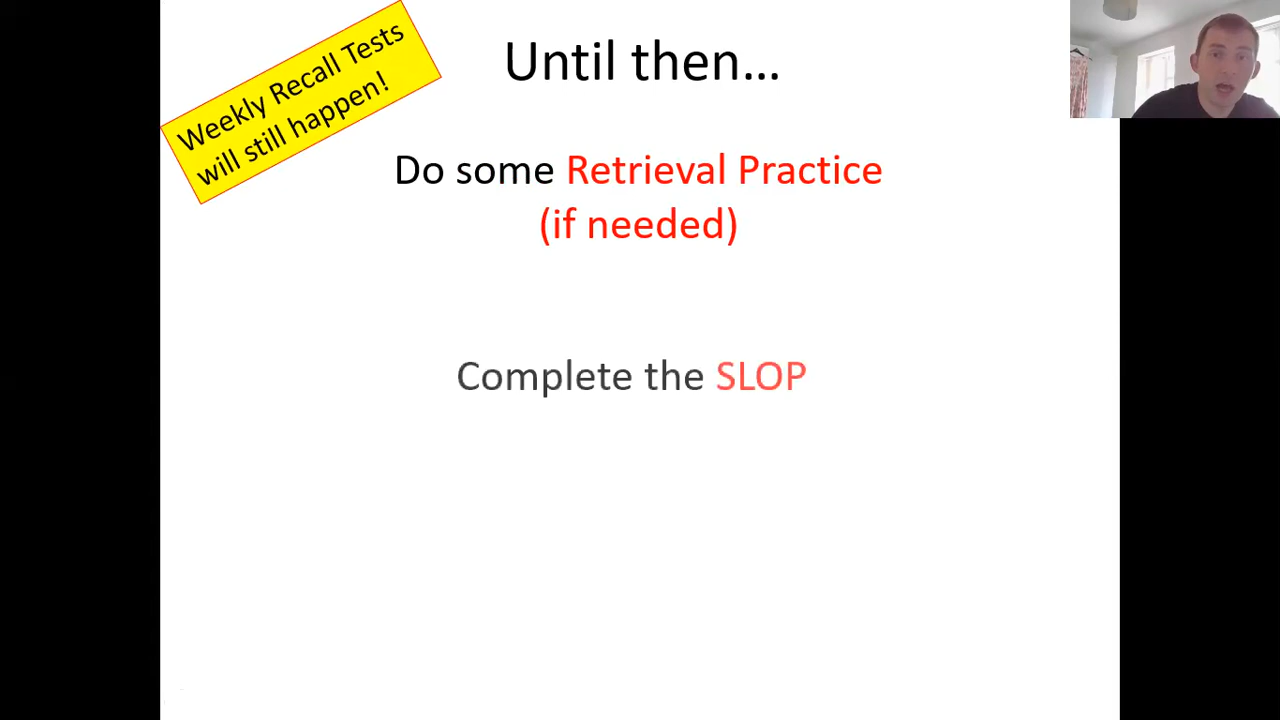 Weekly Recall Tests
will still happen!
Until then…
Do some Retrieval Practice
(if needed)
Complete the SLOP